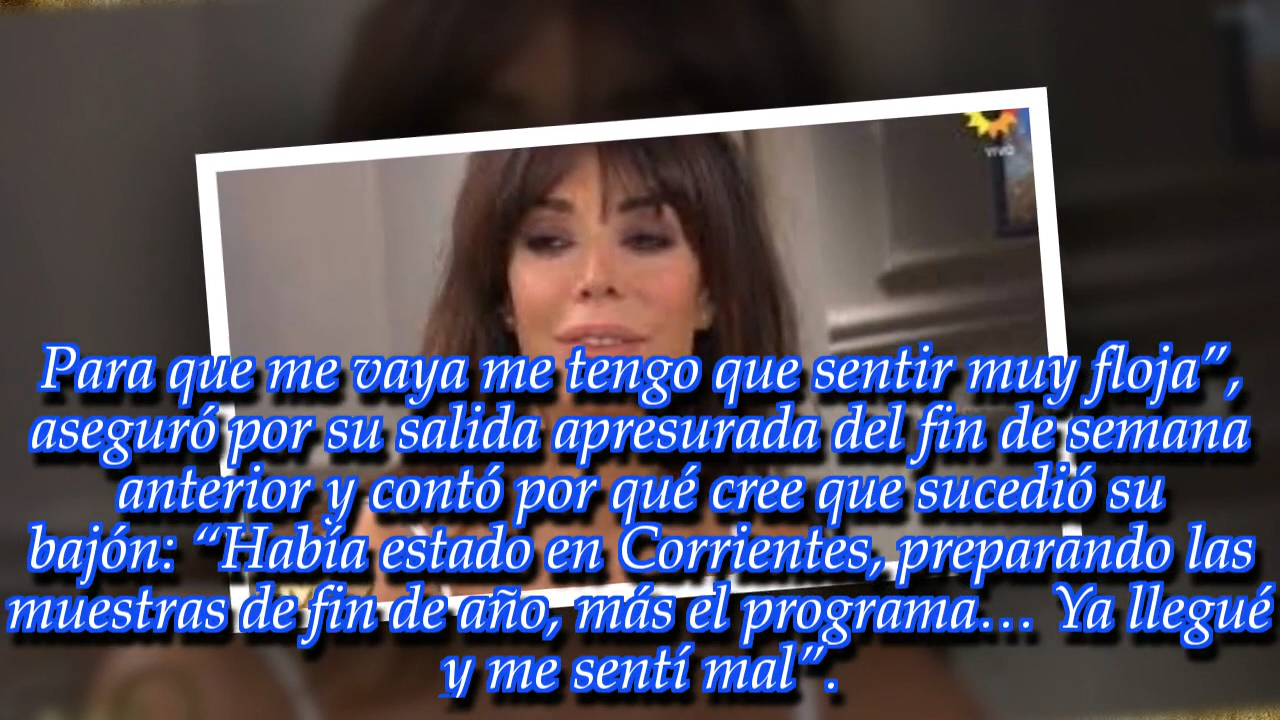 VIVO
Para que me vaya me tengo que sentir muy floja”,
aseguró por su salida apresurada del fin de semana
anterior y contó por qué cree que sucedió su
bajón: “Había estado en Corrientes, preparando las
muestras de fin de año, más el programa… Ya llegué
y me sentí mal”.